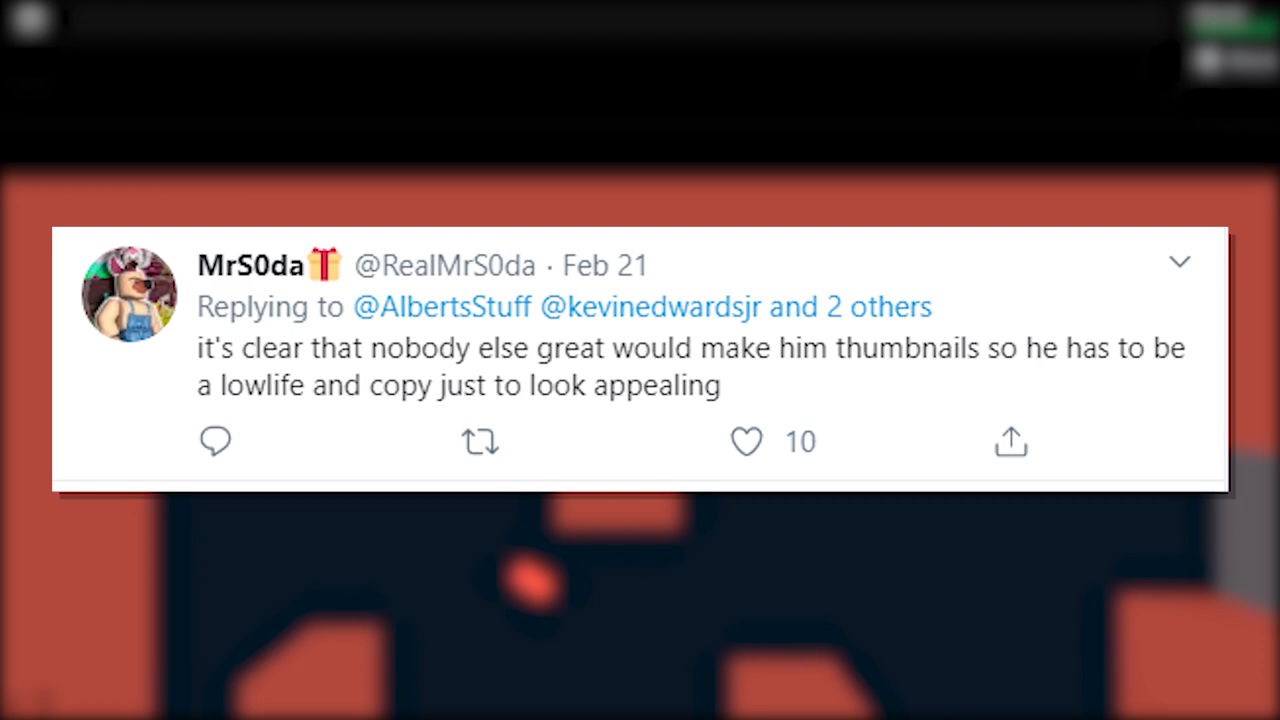 MrS0da🎁 @RealMrS0da · Feb 21
Replying to @AlbertsStuff @kevinedwardsjr and 2 others
it's clear that nobody else great would make him thumbnails so he has to be
a lowlife and copy just to look appealing
10